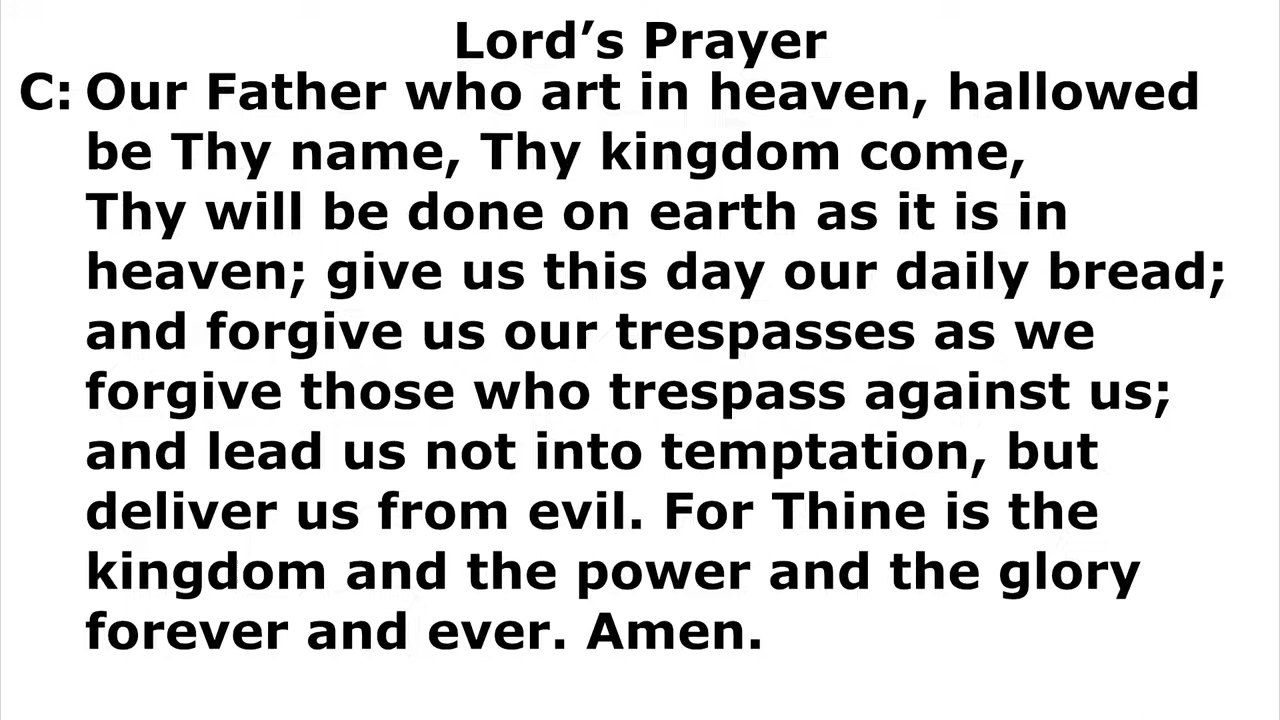 Lord’s Prayer
C: Our Father who art in heaven, hallowed
be Thy name, Thy kingdom come,
Thy will be done on earth as it is in
heaven; give us this day our daily bread;
and forgive us our trespasses as we
forgive those who trespass against us;
and lead us not into temptation, but
deliver us from evil. For Thine is the
kingdom and the power and the glory
forever and ever. Amen.